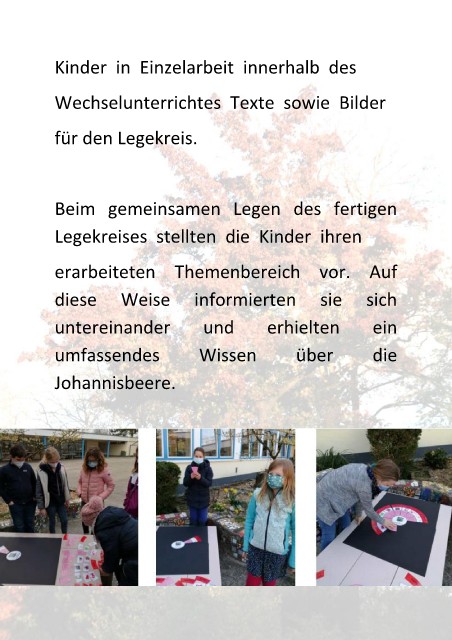 Kinder in Einzelarbeit innerhalb des
Wechselunterrichtes Texte sowie Bilder
für den Legekreis.
Beim gemeinsamen Legen des fertigen
Legekreises stellten die Kinder ihren
erarbeiteten Themenbereich vor. Auf
diese Weise informierten sie sich
untereinander und erhielten ein
umfassendes Wissen über die
Johannisbeere.